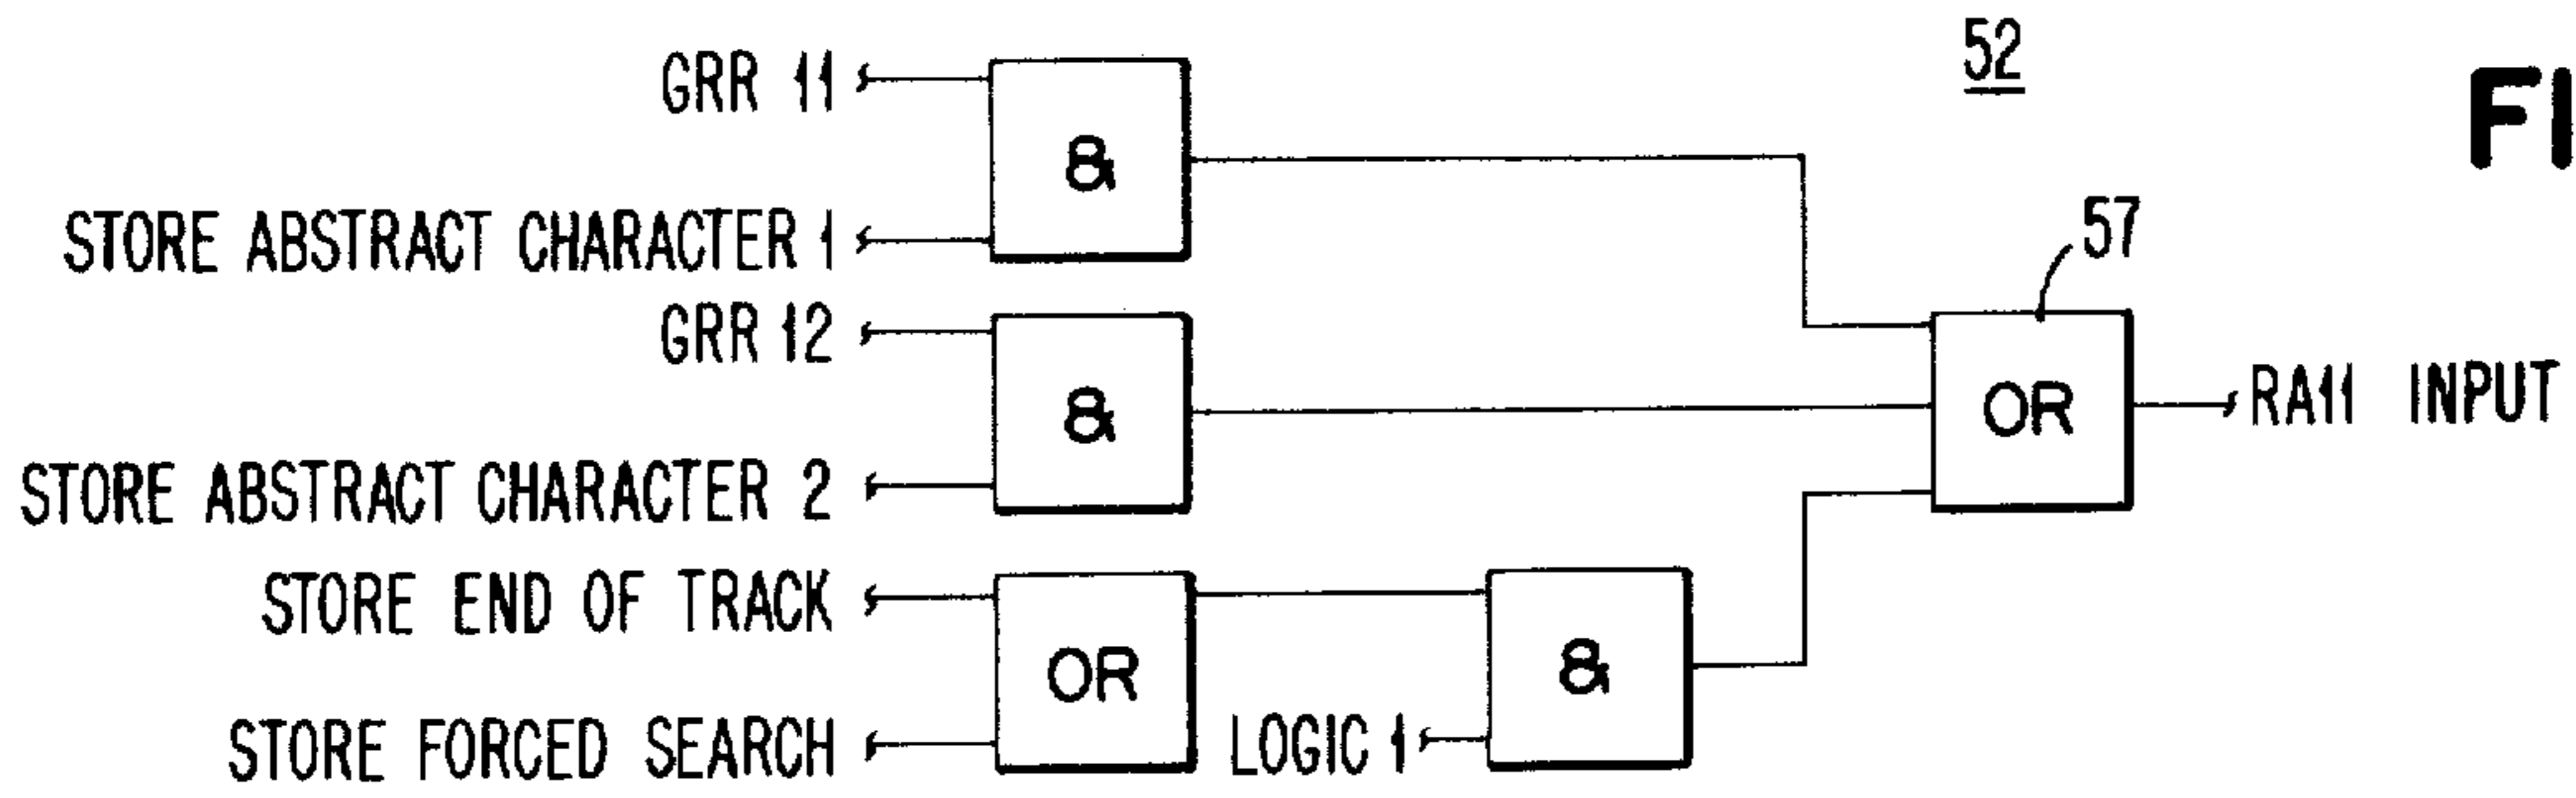 52
FI
GRR 11
&
STORE ABSTRACT CHARACTER 1
57
GRR 12
&
OR
RA11 INPUT
STORE ABSTRACT CHARACTER 2
STORE END OF TRACK
OR
&
STORE FORCED SEARCH
LOGIC 1